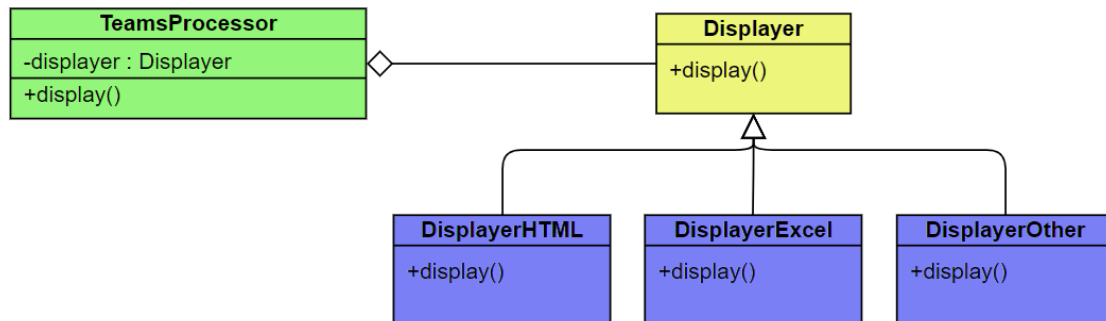 TeamsProcessor
-displayer : Displayer
+display()
Displayer
+display()
DisplayerHTML
+display()
DisplayerExcel
+display()
DisplayerOther
+display()